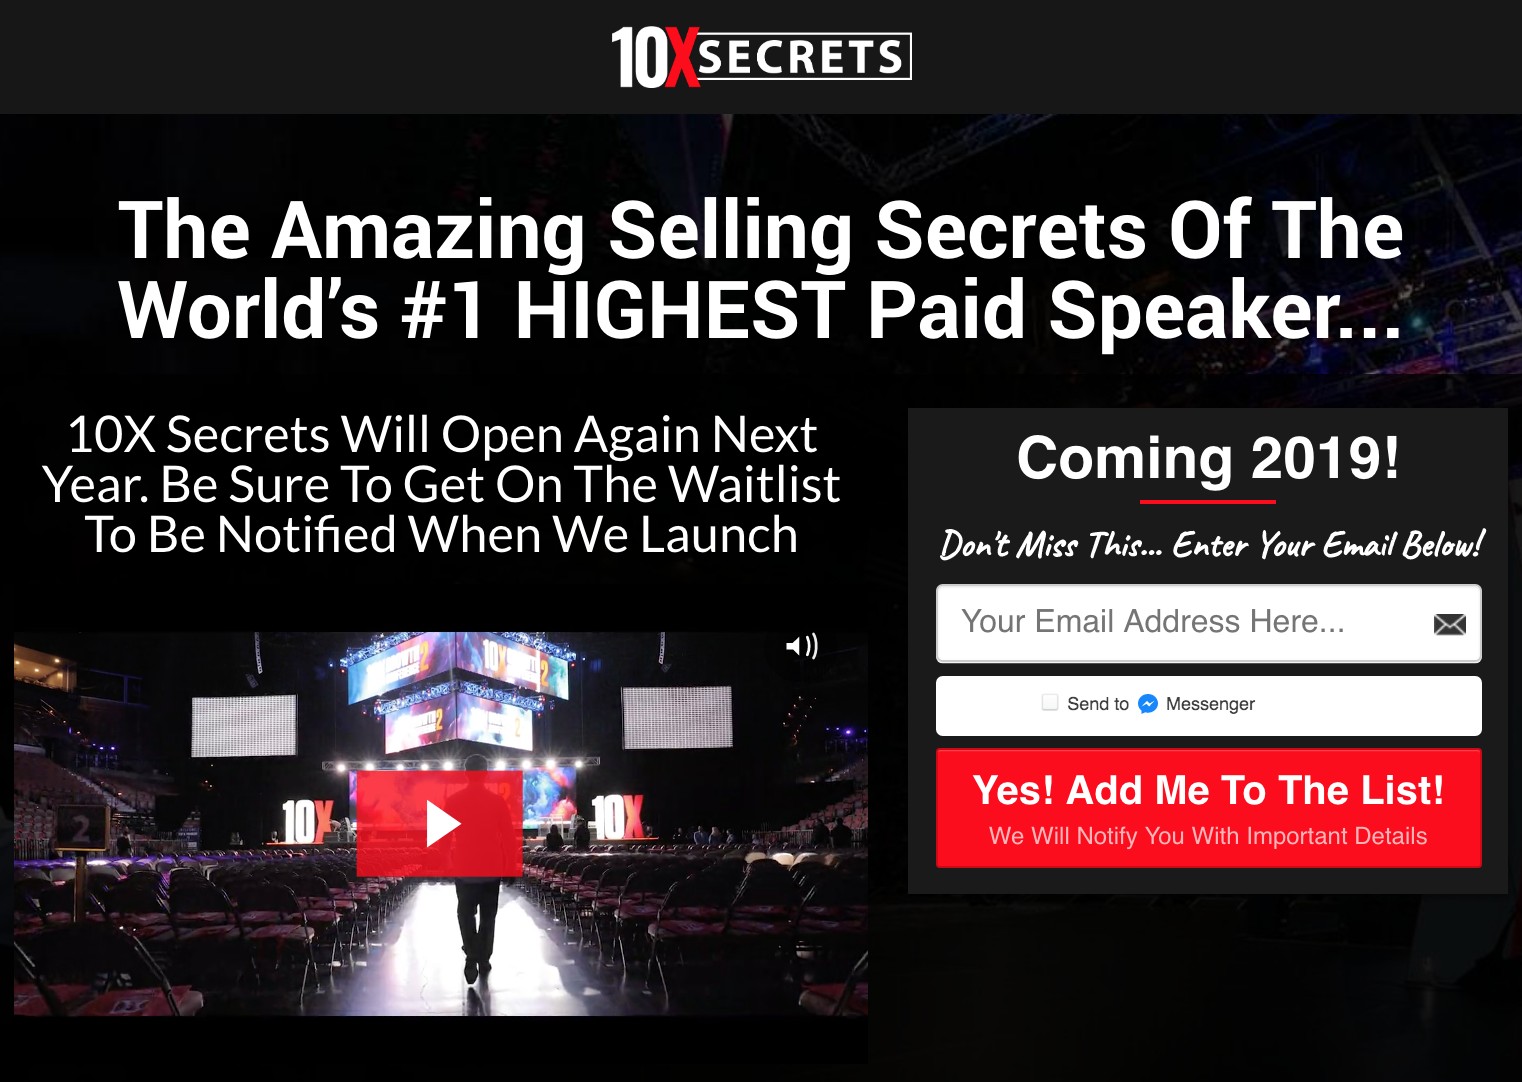 10XSECRETS
The Amazing Selling Secrets Of The
World's #1 HIGHEST Paid Speaker...
10X Secrets Will Open Again Next
Year. Be Sure To Get On The Waitlist
To Be Notified When We Launch
Coming 2019!
Don't Miss This... Enter Your Email Below!
Your Email Address Here...
Send to Messenger
Yes! Add Me To The List!
We Will Notify You With Important Details
10X
2
10X
10X
2